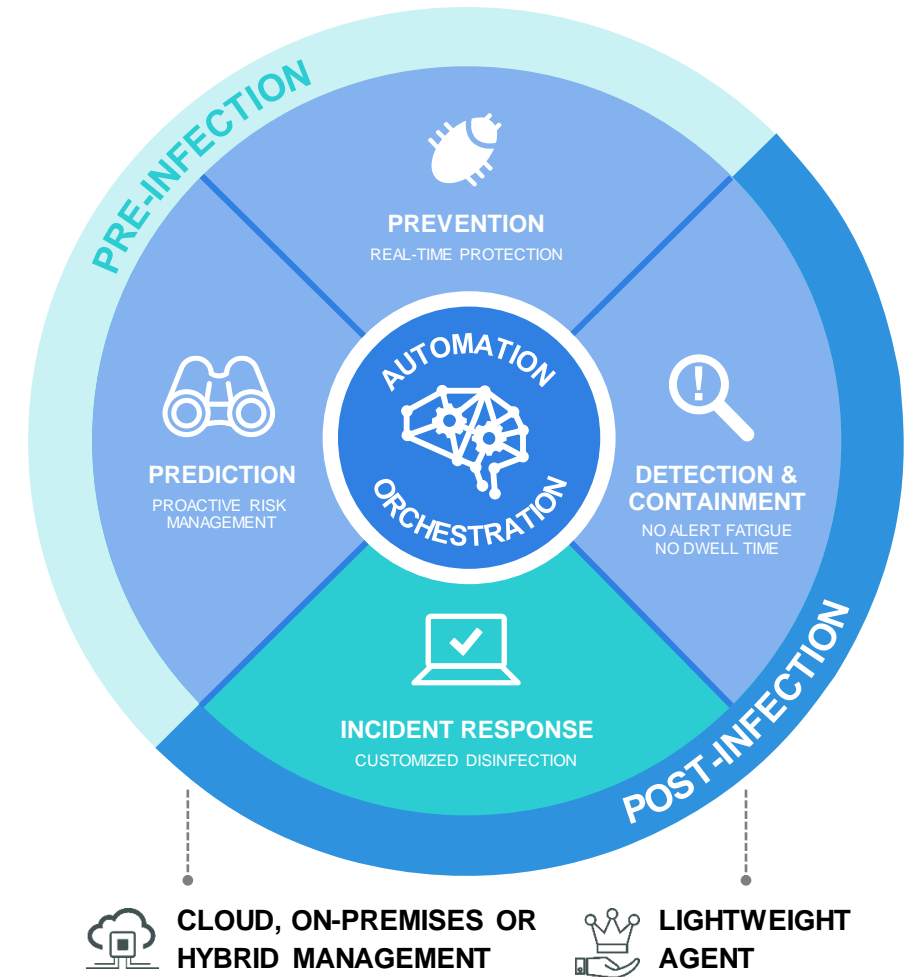 PRE-INFECTION
PREVENTION
REAL-TIME PROTECTION
AUTOMATION
ORCHESTRATION
PREDICTION
PROACTIVE RISK
MANAGEMENT
DETECTION &
CONTAINMENT
NO ALERT FATIGUE
NO DWELL TIME
INCIDENT RESPONSE
CUSTOMIZED DISINFECTION
POST-INFECTION
CLOUD, ON-PREMISES OR
HYBRID MANAGEMENT
LIGHTWEIGHT
AGENT